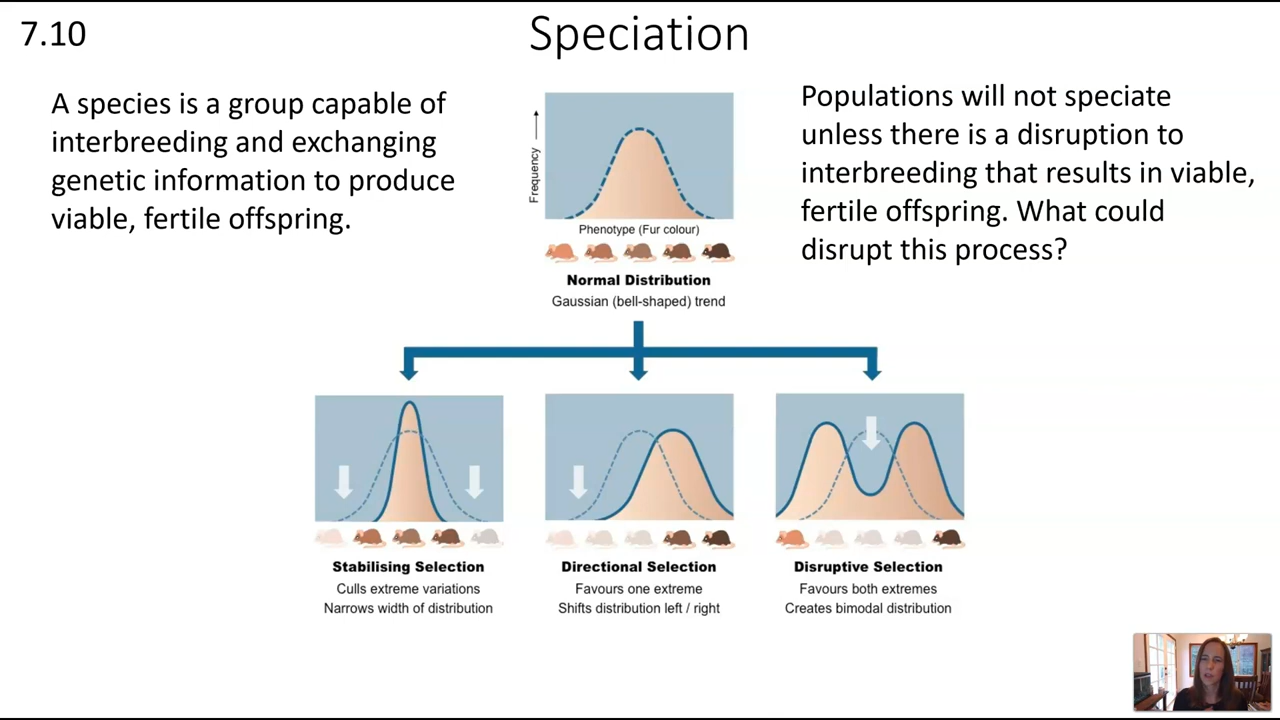 7.10
Speciation
A species is a group capable of
interbreeding and exchanging
genetic information to produce
viable, fertile offspring.
Populations will not speciate
unless there is a disruption to
interbreeding that results in viable,
fertile offspring. What could
disrupt this process?
Frequency
Phenotype (Fur colour)
Normal Distribution
Gaussian (bell-shaped) trend
Stabilising Selection
Culls extreme variations
Narrows width of distribution
Directional Selection
Favours one extreme
Shifts distribution left / right
Disruptive Selection
Favours both extremes
Creates bimodal distribution